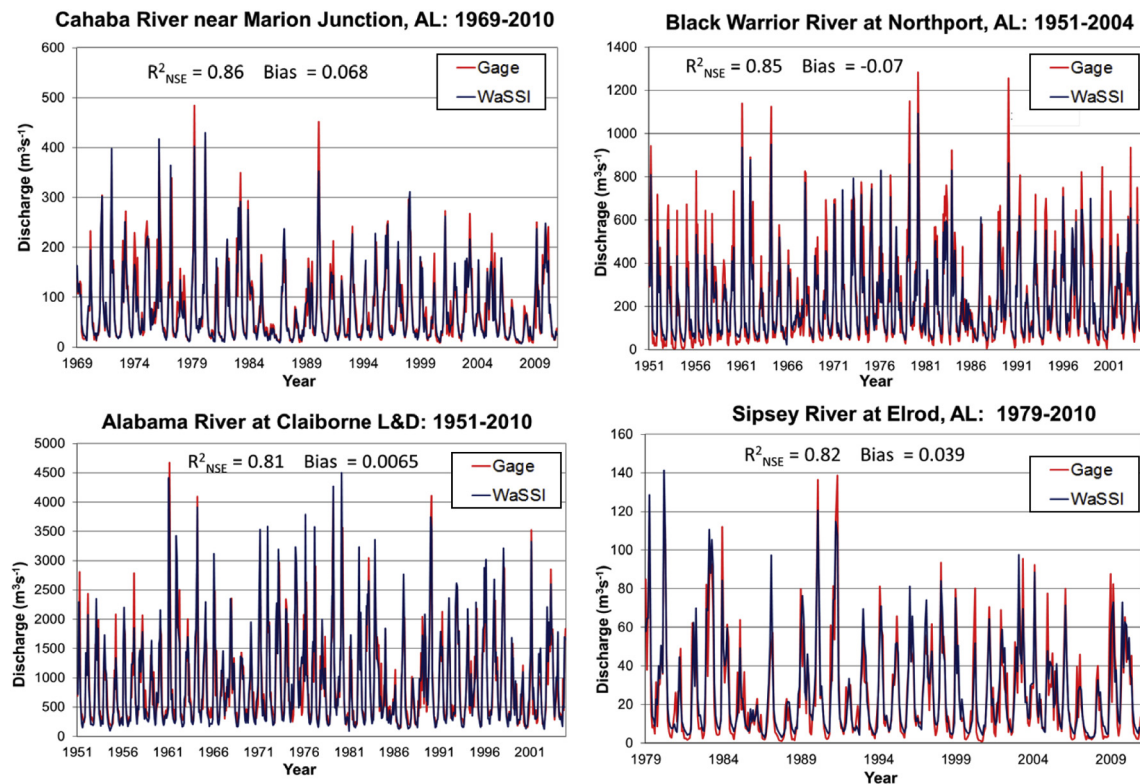 Cahaba River near Marion Junction, AL: 1969-2010
R²NSE = 0.86 Bias = 0.068
Gage
WaSSI
Discharge (m³s⁻¹)
600
500
400
300
200
100
0
1969 1974 1979 1984 1989 1994 1999 2004 2009
Year
Black Warrior River at Northport, AL: 1951-2004
R²NSE = 0.85 Bias = -0.07
Gage
WaSSI
Dischrage (m³s⁻¹)
1400
1200
1000
800
600
400
200
0
1951 1956 1961 1966 1971 1976 1981 1986 1991 1996 2001
Year
Alabama River at Claiborne L&D: 1951-2010
R²NSE = 0.81 Bias = 0.0065
Gage
WaSSI
Discharge (m³s⁻¹)
5000
4500
4000
3500
3000
2500
2000
1500
1000
500
0
1951 1956 1961 1966 1971 1976 1981 1986 1991 1996 2001
Year
Sipsey River at Elrod, AL: 1979-2010
R²NSE = 0.82 Bias = 0.039
Gage
WaSSI
Discharge (m³s⁻¹)
160
140
120
100
80
60
40
20
0
1979 1984 1989 1994 1999 2004 2009
Year